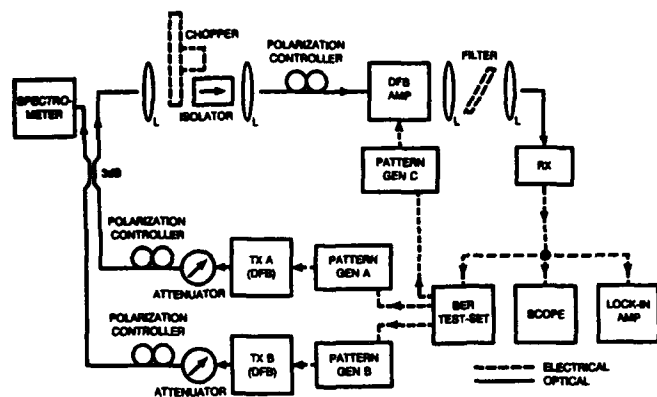 CHOPPER
POLARIZATION
CONTROLLER
FILTER
SPECTRO-
METER
L
ISOLATOR
L
DFB
AMP
L
L
3dB
PATTERN
GEN C
RX
POLARIZATION
CONTROLLER
ATTENUATOR
TX A
(DFB)
PATTERN
GEN A
BER
TEST-SET
SCOPE
LOCK-IN
AMP
POLARIZATION
CONTROLLER
ATTENUATOR
TX B
(DFB)
PATTERN
GEN B
ELECTRICAL
OPTICAL